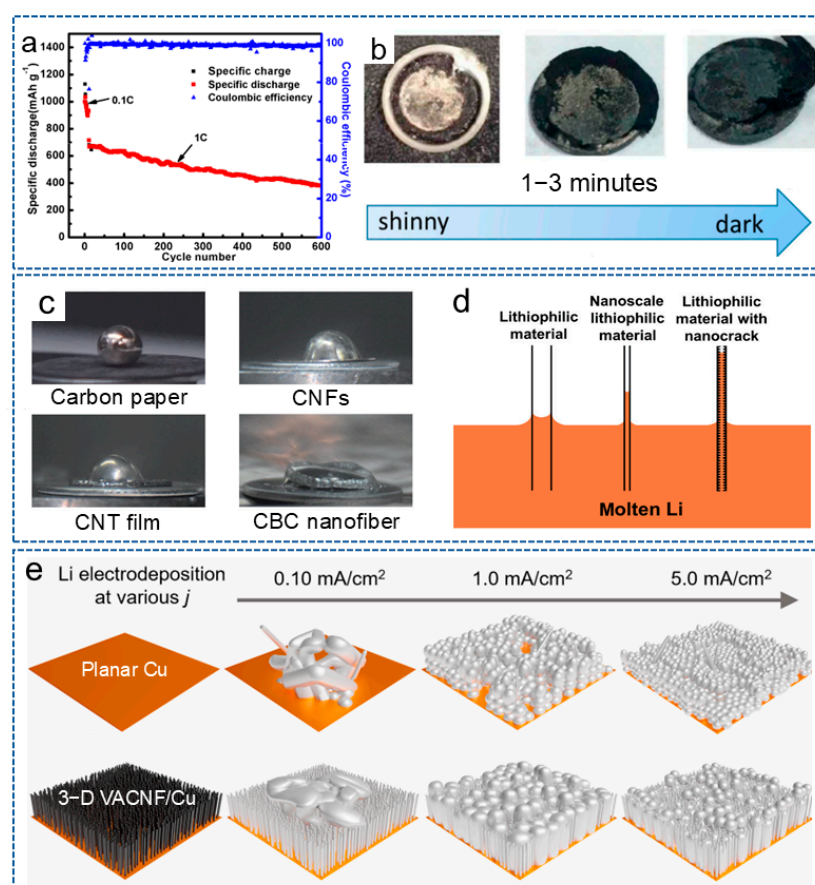 a
1400
1200
1000
800
600
400
200
0
Specific discharge(mAh g⁻¹)
Specific charge
Specific discharge
Coulombic efficiency
0.1C
1C
100
80
60
40
20
0
Coulombic efficiency (%)
0 100 200 300 400 500 600
Cycle number
b
1−3 minutes
shinny dark
c
Carbon paper
CNFs
CNT film
CBC nanofiber
d
Lithiophilic
material
Nanoscale
lithiophilic
material
Lithiophilic
material with
nanocrack
Molten Li
e
Li electrodeposition
at various j
0.10 mA/cm²
1.0 mA/cm²
5.0 mA/cm²
Planar Cu
3−D VACNF/Cu